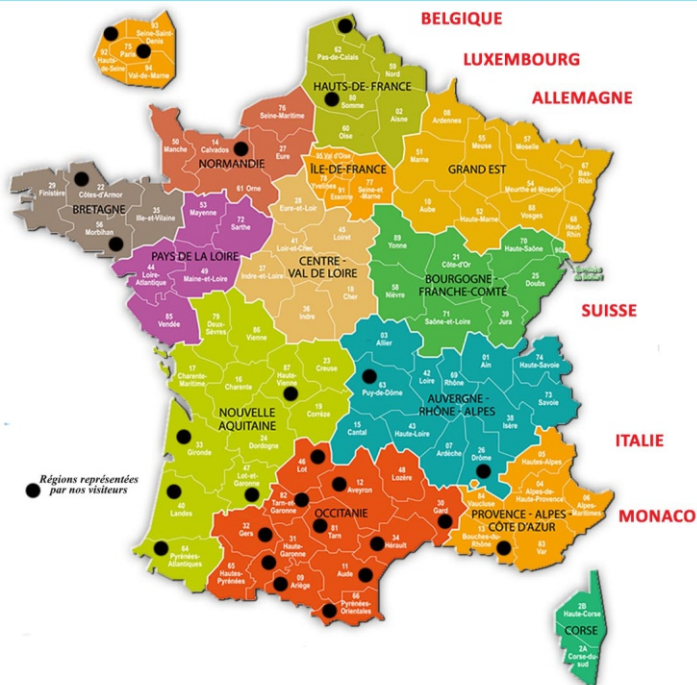 BELGIQUE
LUXEMBOURG
ALLEMAGNE
93
Seine-Saint-
Denis
92
Hauts-
de-Seine
75
Paris
94
Val-de-Marne
62
Pas-de-Calais
59
Nord
HAUTS-DE-FRANCE
80
Somme
02
Aisne
60
Oise
76
Seine-Maritime
50
Manche
14
Calvados
27
Eure
NORMANDIE
61 Orne
95 Val d'Oise
ÎLE-DE-FRANCE
78
Yvelines
91
Essonne
77
Seine-
et-Marne
08
Ardennes
51
Marne
55
Meuse
57
Moselle
67
Bas-
Rhin
GRAND EST
54
Meurthe et Moselle
10
Aube
52
Haute-Marne
88
Vosges
68
Haut-
Rhin
29
Finistère
22
Côtes-d'Armor
BRETAGNE
35
Ille-et-Vilaine
56
Morbihan
53
Mayenne
72
Sarthe
PAYS DE LA LOIRE
44
Loire-
Atlantique
49
Maine-et-Loire
85
Vendée
28
Eure-et-Loir
45
Loiret
41
Loir-et-Cher
CENTRE -
VAL DE LOIRE
37
Indre-et-Loire
18
Cher
36
Indre
89
Yonne
21
Côte-d'Or
70
Haute-Saône
90
BOURGOGNE -
FRANCHE-COMTÉ
25
Doubs
58
Nièvre
71
Saône-et-Loire
39
Jura
SUISSE
79
Deux-
Sèvres
86
Vienne
17
Charente-
Maritime
16
Charente
87
Haute-
Vienne
23
Creuse
19
Corrèze
NOUVELLE
AQUITAINE
24
Dordogne
33
Gironde
47
Lot-et-
Garonne
40
Landes
64
Pyrénées-
Atlantiques
03
Allier
63
Puy-de-Dôme
42
Loire
69
Rhône
01
Ain
74
Haute-Savoie
73
Savoie
AUVERGNE -
RHÔNE - ALPES
38
Isère
15
Cantal
43
Haute-Loire
07
Ardèche
26
Drôme
ITALIE
Régions représentées
par nos visiteurs
46
Lot
12
Aveyron
48
Lozère
82
Tarn-et-
Garonne
OCCITANIE
30
Gard
32
Gers
81
Tarn
31
Haute-
Garonne
34
Hérault
65
Hautes-
Pyrénées
09
Ariège
11
Aude
66
Pyrénées-
Orientales
05
Hautes-Alpes
84
Vaucluse
04
Alpes-de-
Haute-Provence
06
Alpes-
Maritimes
PROVENCE - ALPES -
CÔTE D'AZUR
13
Bouches-du-
Rhône
83
Var
MONACO
2B
Haute-Corse
CORSE
2A
Corse-du-
sud